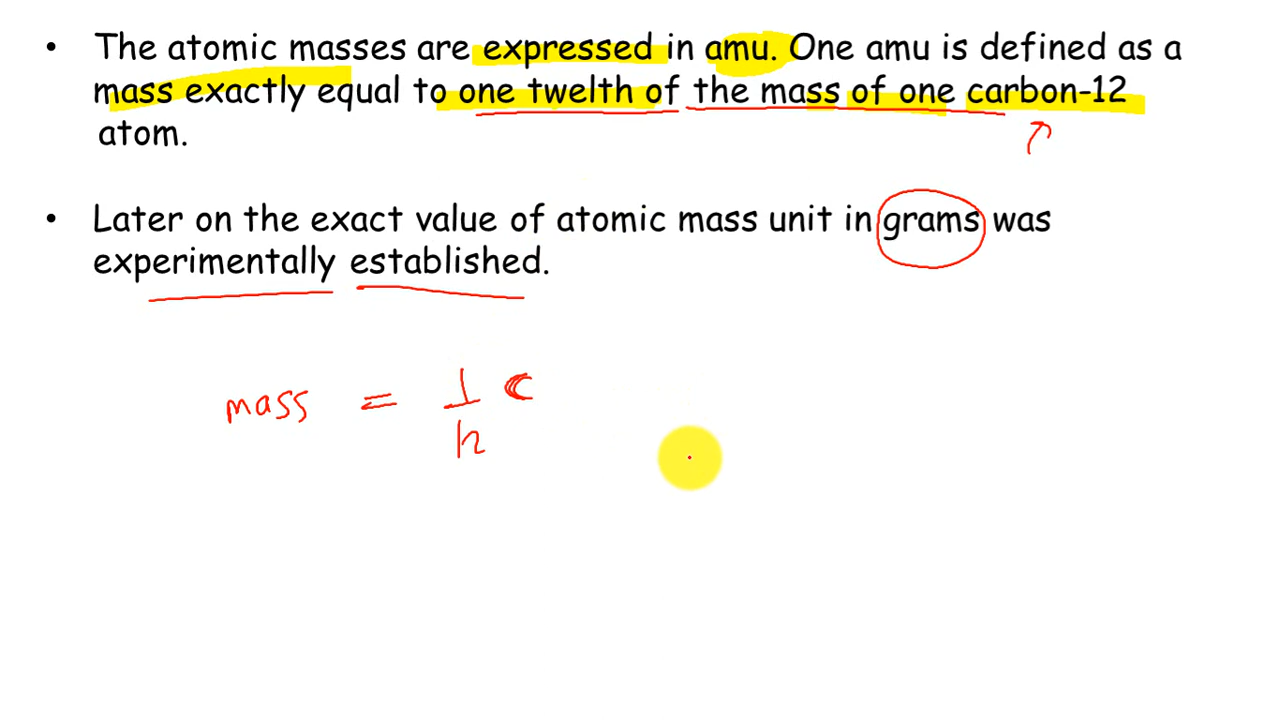 • The atomic masses are expressed in amu. One amu is defined as a
mass exactly equal to one twelth of the mass of one carbon-12
atom.
• Later on the exact value of atomic mass unit in grams was
experimentally established.
mass = 1/12 C